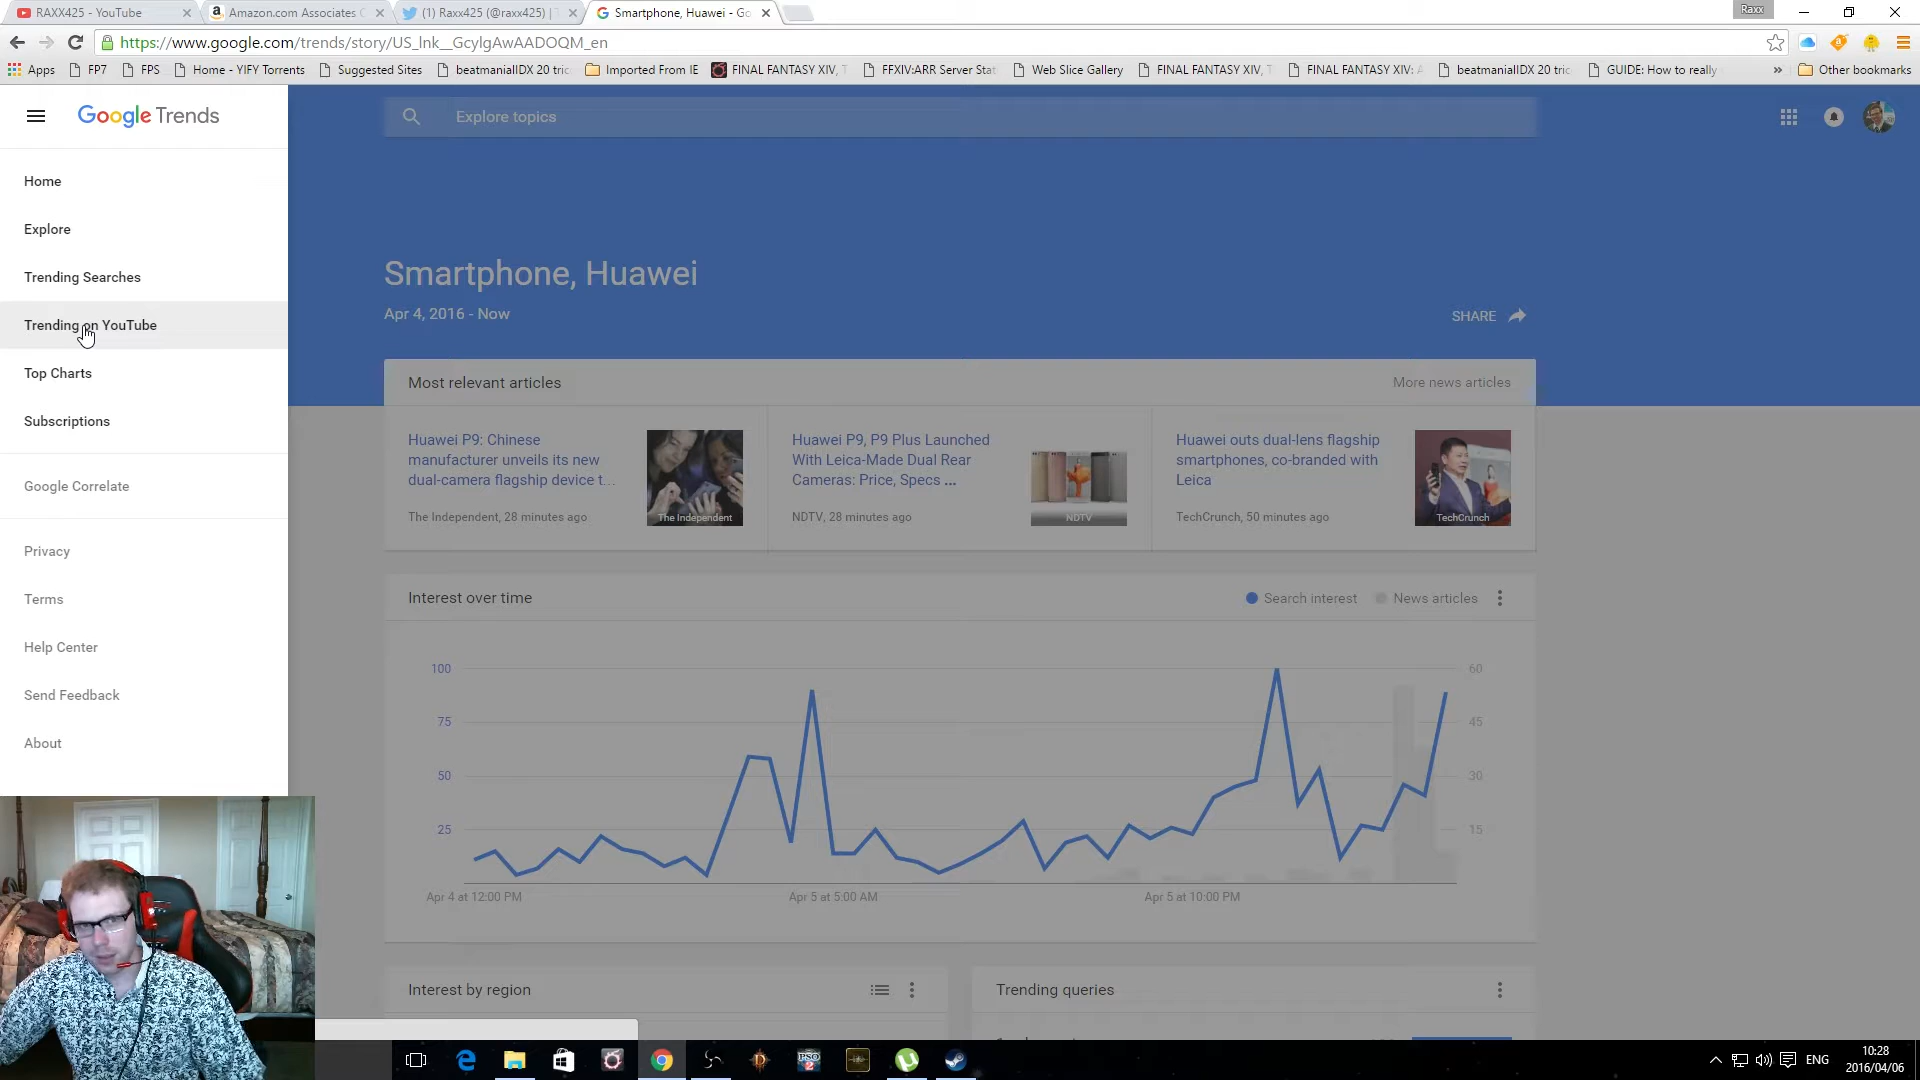 RAXX425 - YouTube
Amazon.com Associates C
(1) Raxx425 (@raxx425) | T
Smartphone, Huawei - Go
Raxx
https://www.google.com/trends/story/US_lnk__GcylgAwAADOQM_en
Apps
FP7
FPS
Home - YIFY Torrents
Suggested Sites
beatmaniaIIDX 20 tric
Imported From IE
FINAL FANTASY XIV, T
FFXIV:ARR Server Stat
Web Slice Gallery
FINAL FANTASY XIV, T
FINAL FANTASY XIV: A
beatmaniaIIDX 20 tric
GUIDE: How to really
»
Other bookmarks
Google Trends
Explore topics
Home
Explore
Trending Searches
Trending on YouTube
Top Charts
Subscriptions
Google Correlate
Privacy
Terms
Help Center
Send Feedback
About
Smartphone, Huawei
Apr 4, 2016 - Now
SHARE
Most relevant articles
More news articles
Huawei P9: Chinese
manufacturer unveils its new
dual-camera flagship device t...
The Independent, 28 minutes ago
The Independent
Huawei P9, P9 Plus Launched
With Leica-Made Dual Rear
Cameras: Price, Specs ...
NDTV, 28 minutes ago
NDTV
Huawei outs dual-lens flagship
smartphones, co-branded with
Leica
TechCrunch, 50 minutes ago
TechCrunch
Interest over time
Search interest
News articles
100
75
50
25
60
45
30
15
Apr 4 at 12:00 PM
Apr 5 at 5:00 AM
Apr 5 at 10:00 PM
Interest by region
Trending queries
PSO
2
ENG
10:28
2016/04/06